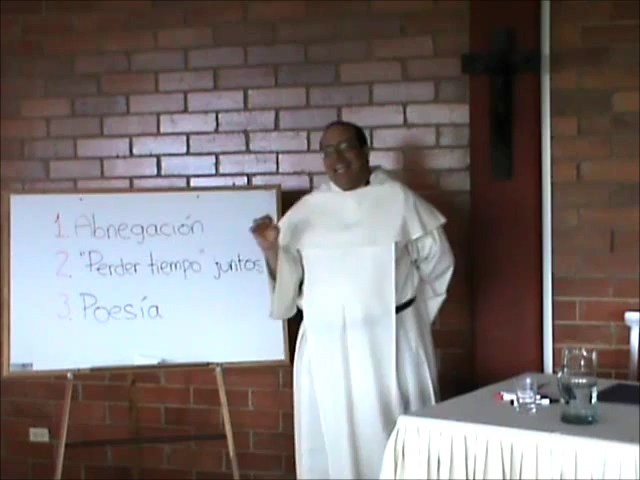 1. Abnegación
2. "Perder tiempo" juntos
3. Poesía